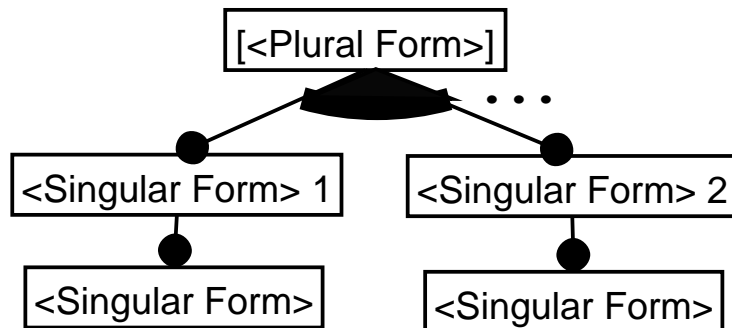 [<Plural Form>]
. . .
<Singular Form> 1
<Singular Form> 2
<Singular Form>
<Singular Form>